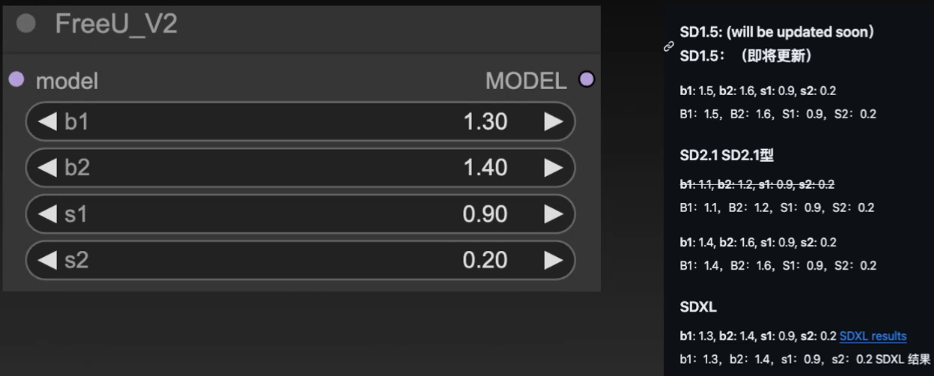 FreeU_V2
model MODEL
b1 1.30
b2 1.40
s1 0.90
s2 0.20
SD1.5: (will be updated soon)
SD1.5：（即将更新）
b1: 1.5, b2: 1.6, s1: 0.9, s2: 0.2
B1：1.5，B2：1.6，S1：0.9，S2：0.2
SD2.1 SD2.1型
b1: 1.1, b2: 1.2, s1: 0.9, s2: 0.2
B1：1.1，B2：1.2，S1：0.9，S2：0.2
b1: 1.4, b2: 1.6, s1: 0.9, s2: 0.2
B1：1.4，B2：1.6，S1：0.9，S2：0.2
SDXL
b1: 1.3, b2: 1.4, s1: 0.9, s2: 0.2 SDXL results
b1：1.3，b2：1.4，s1：0.9，s2：0.2 SDXL 结果